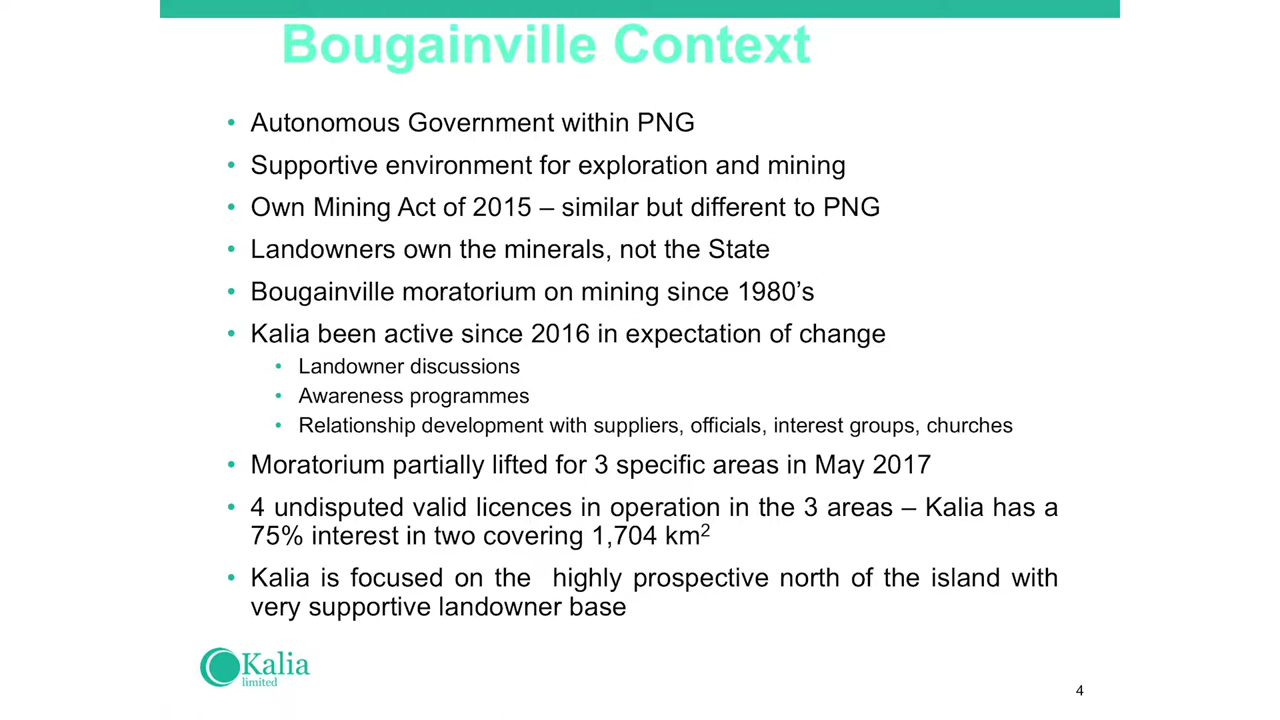 Bougainville Context
• Autonomous Government within PNG
• Supportive environment for exploration and mining
• Own Mining Act of 2015 – similar but different to PNG
• Landowners own the minerals, not the State
• Bougainville moratorium on mining since 1980’s
• Kalia been active since 2016 in expectation of change
• Landowner discussions
• Awareness programmes
• Relationship development with suppliers, officials, interest groups, churches
• Moratorium partially lifted for 3 specific areas in May 2017
• 4 undisputed valid licences in operation in the 3 areas – Kalia has a
75% interest in two covering 1,704 km²
• Kalia is focused on the highly prospective north of the island with
very supportive landowner base
Kalia
limited
4